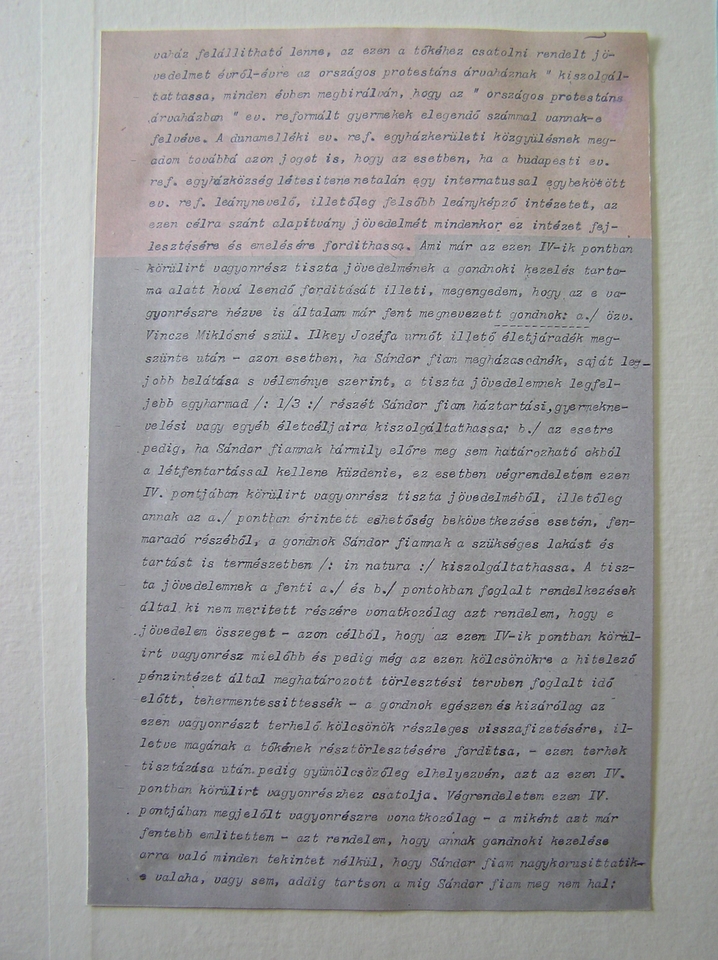 vaház felállitható lenne, az ezen a tőkéhez csatolni rendelt jö-
vedelmet évről-évre az országos protestáns árvaháznak " kiszolgál-
tattassa, minden évben megbirálván, hogy az " országos protestáns
árvaházban " ev. reformált gyermekek elegendő számmal vannak-e
felvéve. A dunamelléki ev. ref. egyházkerületi közgyülésnek meg-
adom továbbá azon jogot is, hogy az esetben, ha a budapesti ev.
ref. egyházközség létesitene netalán egy internatussal egybekötött
ev. ref. leánynevelő, illetőleg felsőbb leányképző intézetet, az
ezen célra szánt alapitvány jövedelmét mindenkor ez intézet fej-
lesztésére és emelésére fordithassa. Ami már az ezen IV-ik pontban
körülirt vagyonrész tiszta jövedelmének a gondnoki kezelés tarta-
ma alatt hová leendő forditását illeti, megengedem, hogy az e va-
gyonrészre nézve is általam már fent megnevezett gondnok: a./ özv.
Vincze Miklósné szül. Ilkey Jozéfa urnőt illető életjáradék meg-
szünte után - azon esetben, ha Sándor fiam megházasodnék, saját leg-
jobb belátása s véleménye szerint, a tiszta jövedelemnek legfel-
jebb egyharmad /: 1/3 :/ részét Sándor fiam háztartási, gyermekne-
velési vagy egyéb életcéljaira kiszolgáltathassa; b./ az esetre
pedig, ha Sándor fiamnak bármily előre meg sem határozható okból
a létfentartással kellene küzdenie, ez esetben végrendeletem ezen
IV. pontjában körülirt vagyonrész tiszta jövedelméből, illetőleg
annak az a./ pontban érintett eshetőség bekövetkezése esetén, fen-
maradó részéből, a gondnok Sándor fiamnak a szükséges lakást és
tartást is természetben /: in natura :/ kiszolgáltathassa. A tisz-
ta jövedelemnek a fenti a./ és b./ pontokban foglalt rendelkezések
által ki nem meritett részére vonatkozólag azt rendelem, hogy e
jövedelem összeget - azon célból, hogy az ezen IV-ik pontban körül-
irt vagyonrész mielőbb és pedig még az ezen kölcsönökre a hitelező
pénzintézet által meghatározott törlesztési tervben foglalt idő
előtt, tehermentessittessék - a gondnok egészen és kizárólag az
ezen vagyonrészt terhelő kölcsönök részleges visszafizetésére, il-
letve magának a tőkének résztörlesztésére forditsa, - ezen terhek
tisztázása után pedig gyümölcsözőleg elhelyezvén, azt az ezen IV.
pontban körülirt vagyonrészhez csatolja. Végrendeletem ezen IV.
pontjában megjelölt vagyonrészre vonatkozólag - a miként azt már
fentebb emlitettem - azt rendelem, hogy annak gondnoki kezelése
arra való minden tekintet nélkül, hogy Sándor fiam nagykorusittatik-
e valaha, vagy sem, addig tartson a mig Sándor fiam meg nem hal: